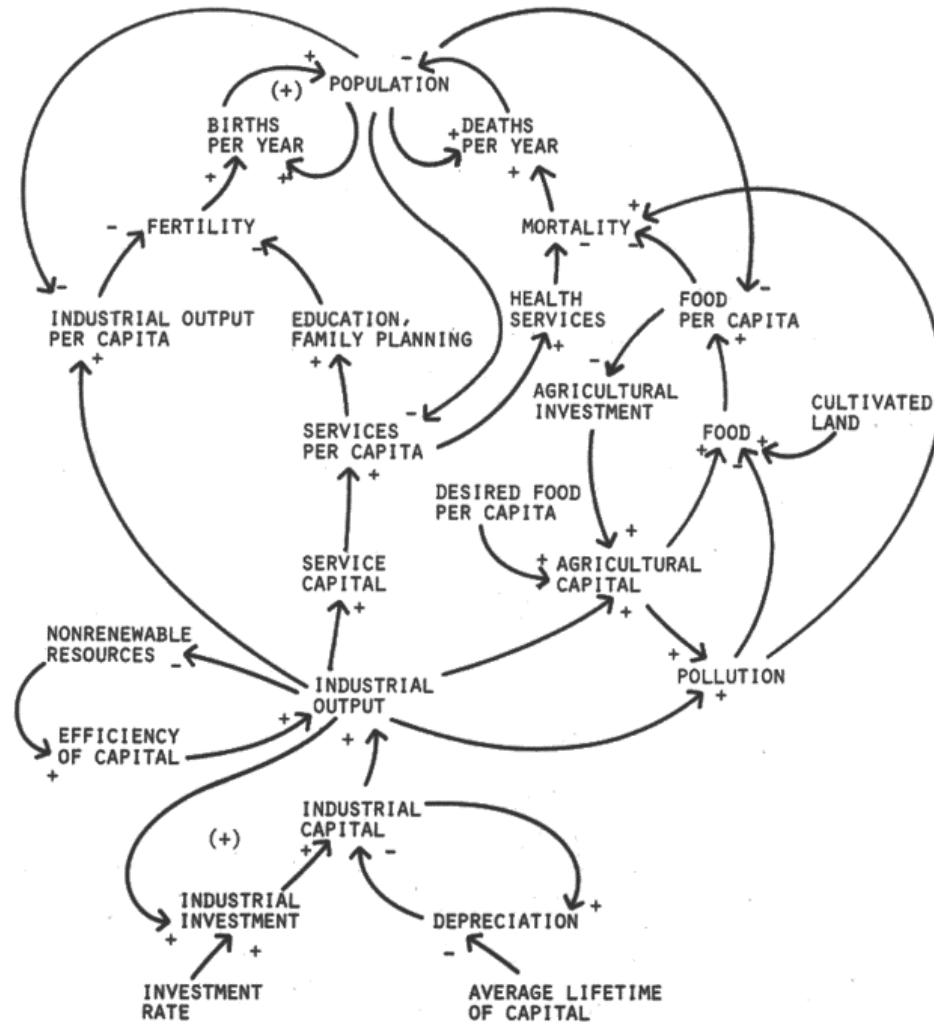 POPULATION
(+)
BIRTHS
PER YEAR
DEATHS
PER YEAR
FERTILITY
MORTALITY
INDUSTRIAL OUTPUT
PER CAPITA
EDUCATION,
FAMILY PLANNING
HEALTH
SERVICES
FOOD
PER CAPITA
AGRICULTURAL
INVESTMENT
CULTIVATED
LAND
SERVICES
PER CAPITA
FOOD
DESIRED FOOD
PER CAPITA
SERVICE
CAPITAL
AGRICULTURAL
CAPITAL
NONRENEWABLE
RESOURCES
INDUSTRIAL
OUTPUT
POLLUTION
EFFICIENCY
OF CAPITAL
INDUSTRIAL
CAPITAL
(+)
INDUSTRIAL
INVESTMENT
DEPRECIATION
INVESTMENT
RATE
AVERAGE LIFETIME
OF CAPITAL